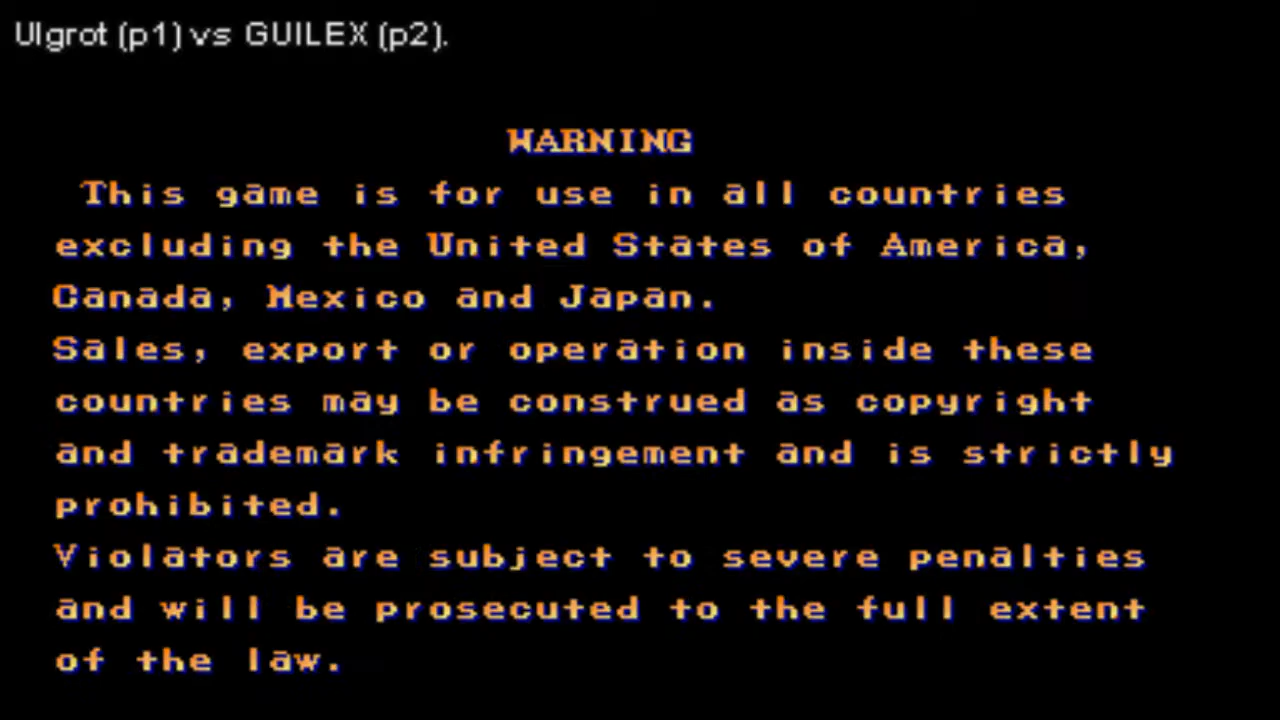 Ulgrot (p1) vs GUILEX (p2).
WARNING
This game is for use in all countries
excluding the United States of America,
Canada, Mexico and Japan.
Sales, export or operation inside these
countries may be construed as copyright
and trademark infringement and is strictly
prohibited.
Violators are subject to severe penalties
and will be prosecuted to the full extent
of the law.